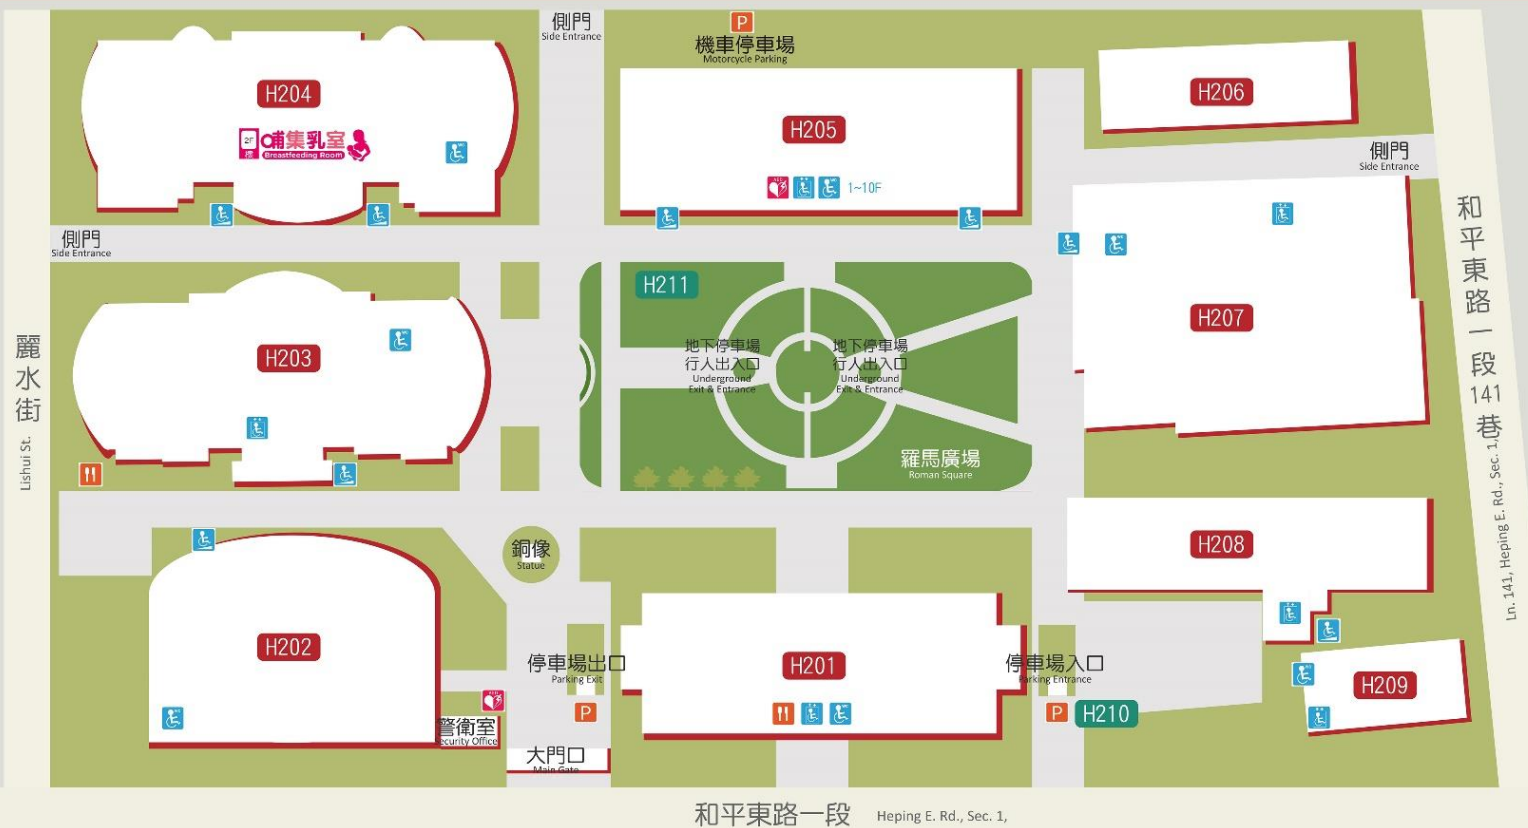 側門
Side Entrance
P
機車停車場
Motorcycle Parking
H204
2F
哺集乳室
Breastfeeding Room
H205
1~10F
H206
側門
Side Entrance
側門
Side Entrance
H211
H207
和平東路一段141巷
Ln. 141, Heping E. Rd., Sec. 1,
麗水街
Lishui St.
H203
地下停車場
行人出入口
Underground
Exit & Entrance
地下停車場
行人出入口
Underground
Exit & Entrance
羅馬廣場
Roman Square
銅像
Statue
H208
H202
停車場出口
Parking Exit
P
H201
停車場入口
Parking Entrance
P
H210
H209
警衛室
ecurity Office
大門口
Main Gate
和平東路一段
Heping E. Rd., Sec. 1,